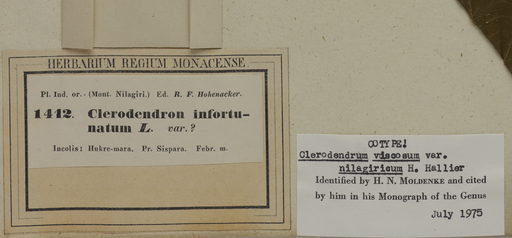 HERBARIUM REGIUM MONACENSE.
Pl. Ind. or. (Mont. Nilagiri.) Ed. R. F. Hohenacker.
1412. Clerodendron infortu-
natum L. var.?
Incolis: Hukre-mara. Pr. Sispara. Febr. m.
COTYPE!
Clerodendrum viscosum var.
nilagiricum H. Hallier
Identified by H. N. MOLDENKE and cited
by him in his Monograph of the Genus
July 1975